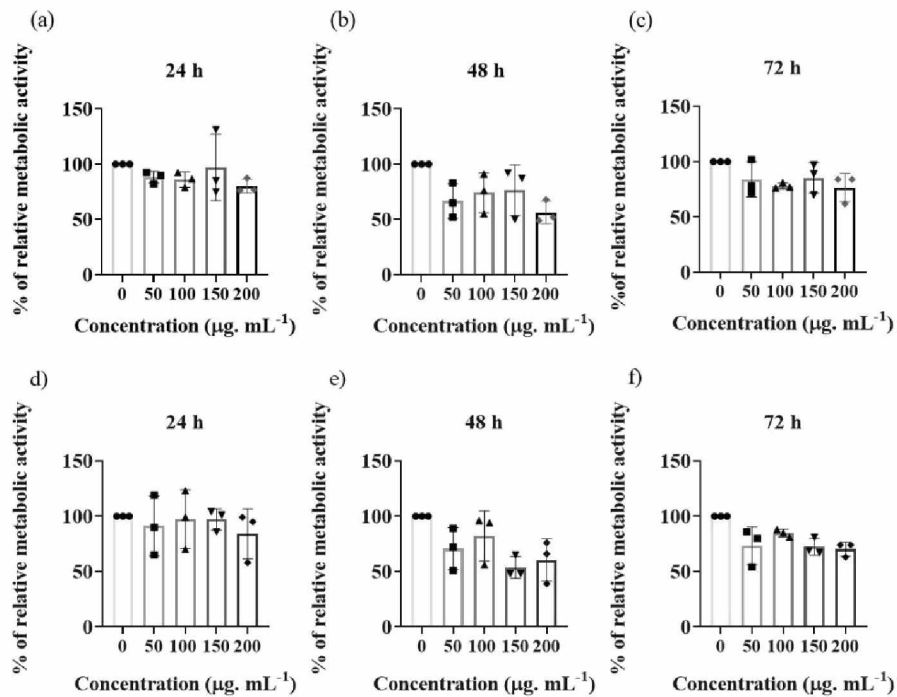 (a)
24 h
% of relative metabolic activity
150
100
50
0
0 50 100 150 200
Concentration (μg. mL⁻¹)
(b)
48 h
% of relative metabolic activity
150
100
50
0
0 50 100 150 200
Concentration (μg. mL⁻¹)
(c)
72 h
% of relative metabolic activity
150
100
50
0
0 50 100 150 200
Concentration (μg. mL⁻¹)
d)
24 h
% of relative metabolic activity
150
100
50
0
0 50 100 150 200
Concentration (μg. mL⁻¹)
e)
48 h
% of relative metabolic activity
150
100
50
0
0 50 100 150 200
Concentration (μg. mL⁻¹)
f)
72 h
% of relative metabolic activity
150
100
50
0
0 50 100 150 200
Concentration (μg. mL⁻¹)